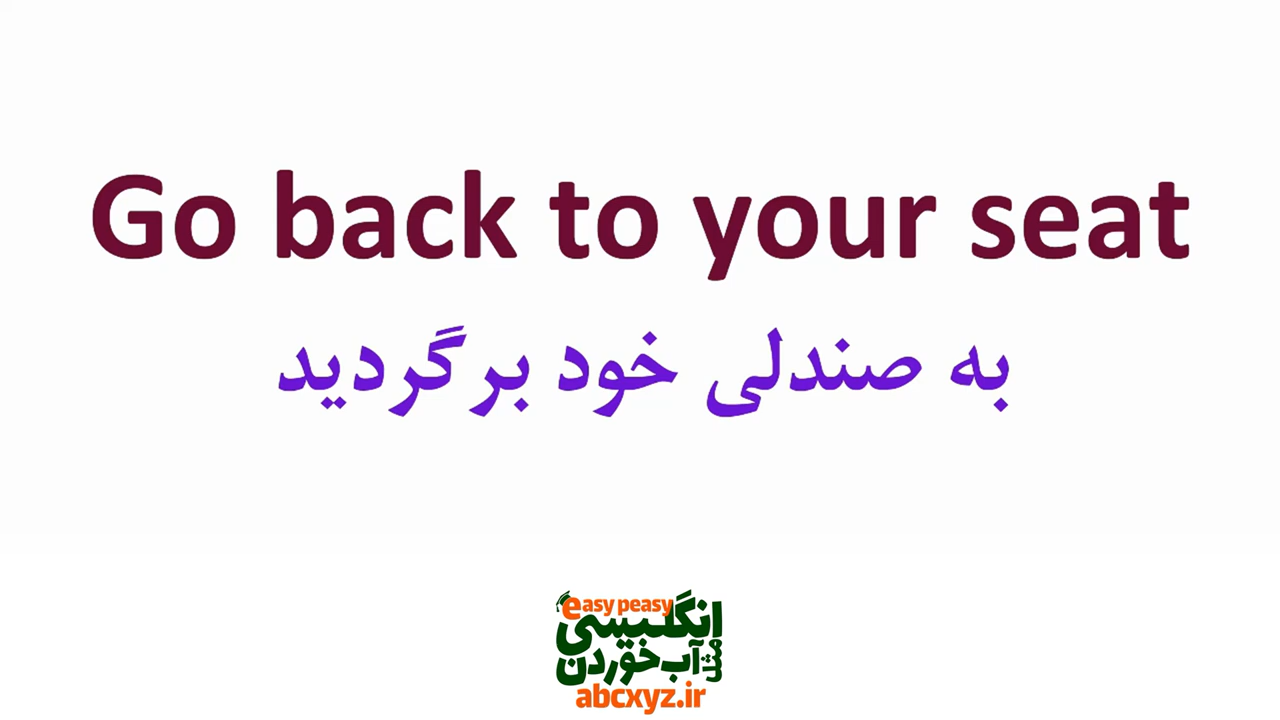 Go back to your seat
به صندلی خود برگردید
easy peasy
انگلیسی
مثل آب خوردن
abcxyz.ir